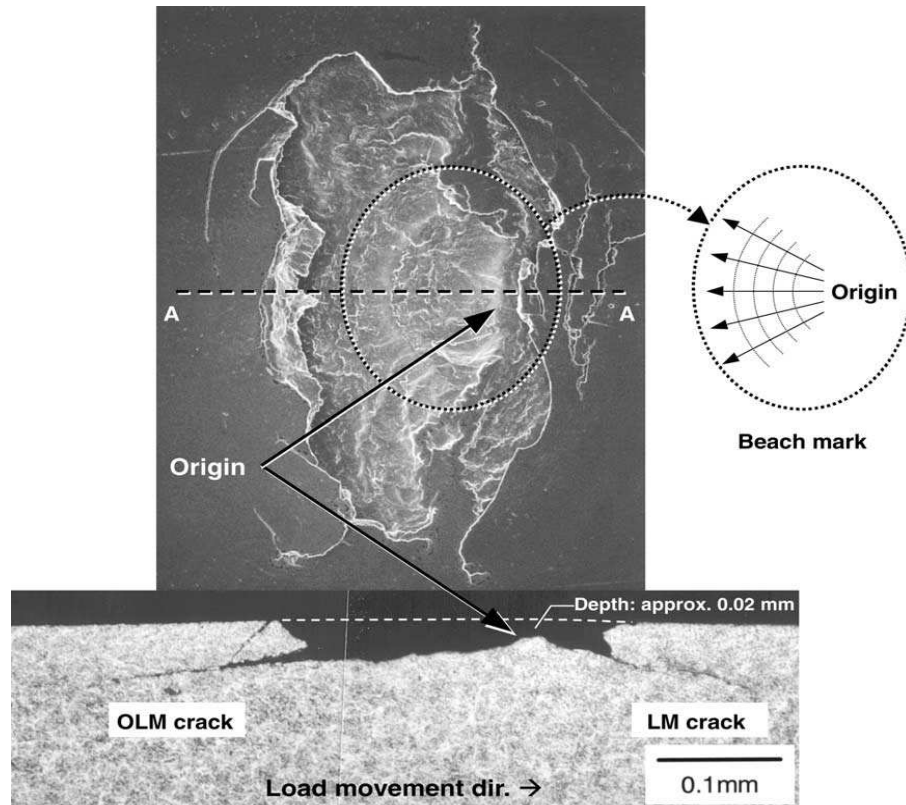 A
A
Origin
Beach mark
Origin
Depth: approx. 0.02 mm
OLM crack
LM crack
0.1mm
Load movement dir. →